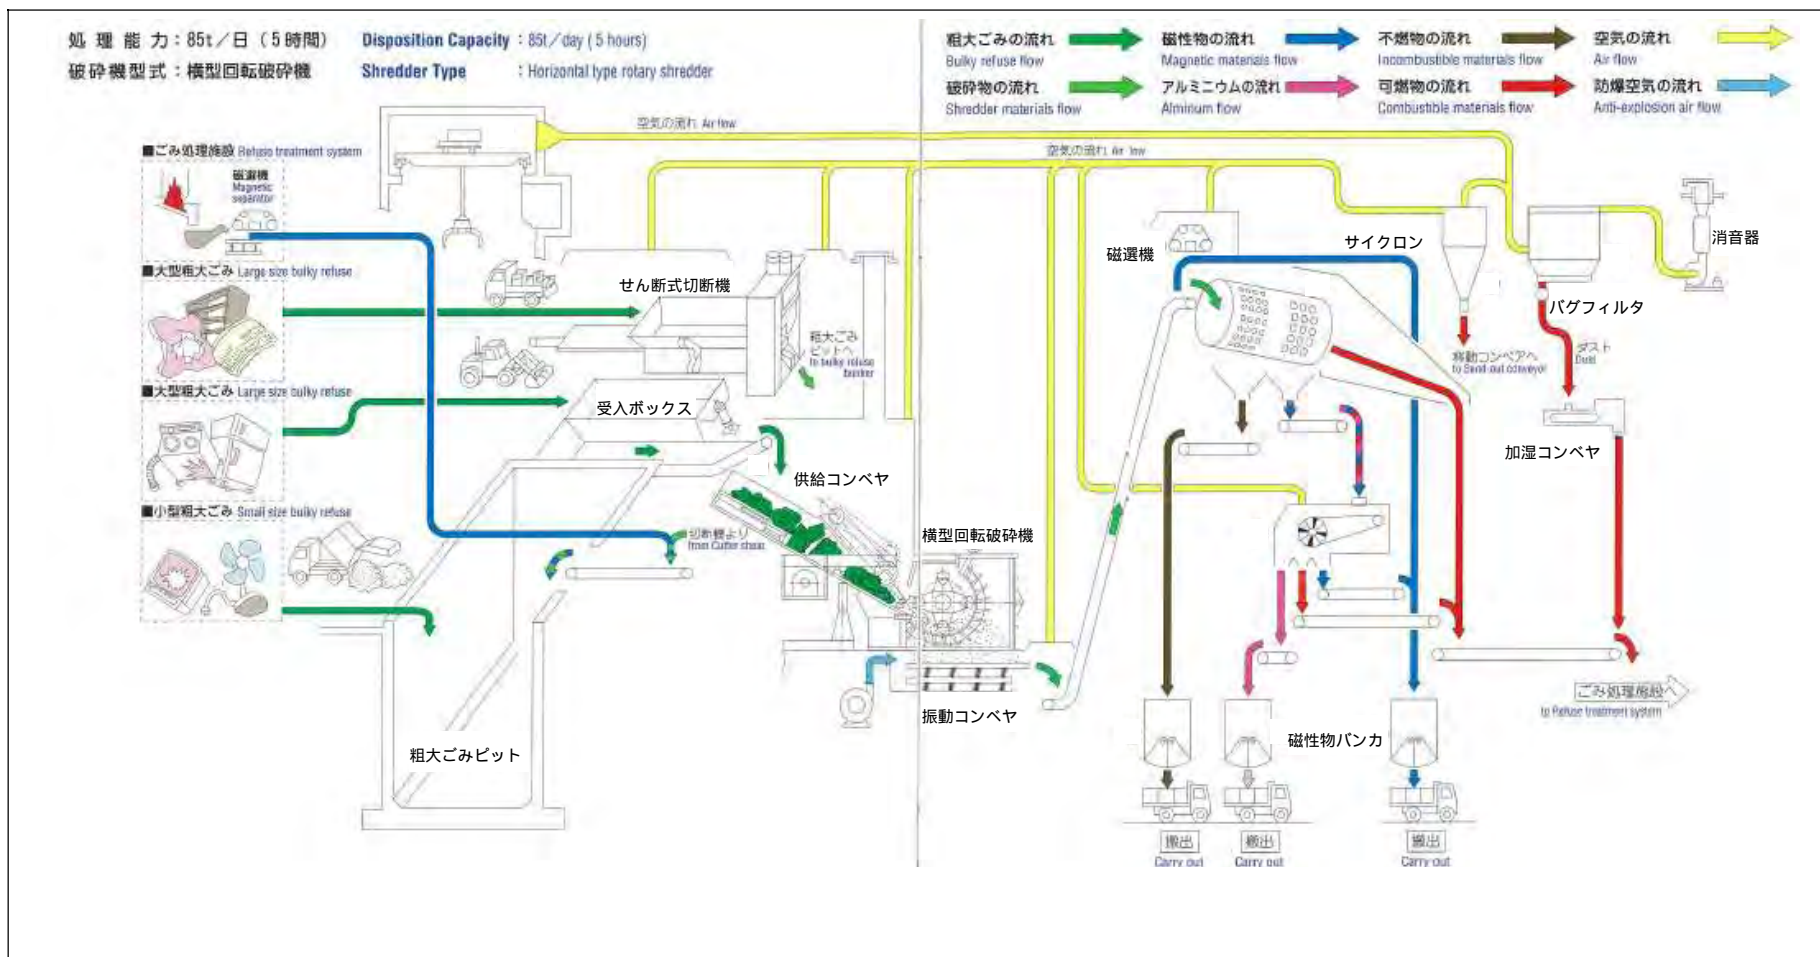 処理能力：85t／日（5時間）
Disposition Capacity : 85t/day ( 5 hours)
破砕機型式：横型回転破砕機
Shredder Type : Horizontal type rotary shredder
粗大ごみの流れ
Bulky refuse flow
磁性物の流れ
Magnetic materials flow
不燃物の流れ
Incombustible materials flow
空気の流れ
Air flow
破砕物の流れ
Shredder materials flow
アルミニウムの流れ
Alminum flow
可燃物の流れ
Combustible materials flow
防爆空気の流れ
Anti-explosion air flow
空気の流れ Air flow
空気の流れ Air low
■ごみ処理施設 Refuse treatment system
磁選機
Magnetic
separator
■大型粗大ごみ Large size bulky refuse
■大型粗大ごみ Large size bulky refuse
■小型粗大ごみ Small size bulky refuse
せん断式切断機
粗大ごみ
ピットへ
to bulky refuse
bunker
受入ボックス
供給コンベヤ
切断機より
from Cutter shear
横型回転破砕機
振動コンベヤ
粗大ごみピット
磁選機
サイクロン
消音器
バグフィルタ
移動コンベアへ
to Send-out conveyor
ダスト
Dust
加湿コンベヤ
ごみ処理施設へ
to Refuse treatment system
磁性物バンカ
搬出
Carry out
搬出
Carry out
搬出
Carry out